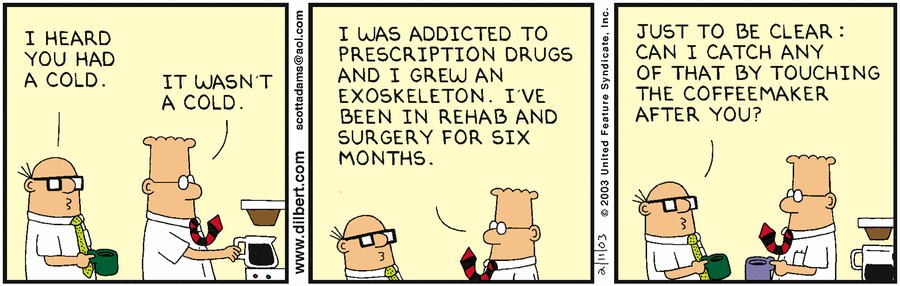 I HEARD
YOU HAD
A COLD.
IT WASN'T
A COLD.
www.dilbert.com scottadams@aol.com
I WAS ADDICTED TO
PRESCRIPTION DRUGS
AND I GREW AN
EXOSKELETON. I'VE
BEEN IN REHAB AND
SURGERY FOR SIX
MONTHS.
2/11/03 © 2003 United Feature Syndicate, Inc.
JUST TO BE CLEAR:
CAN I CATCH ANY
OF THAT BY TOUCHING
THE COFFEEMAKER
AFTER YOU?